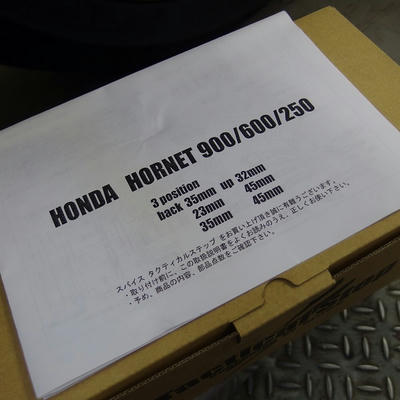 HONDA HORNET 900/600/250
3 position
back 35mm up 32mm
23mm 45mm
35mm 45mm
スパイス タクティカルステップ をお買い上げ頂き誠に有難うございます。
・取り付け前に、この取扱説明書をよくお読みのうえ、正しくお使い下さい。
・予め、商品の内容、部品点数をご確認下さい。